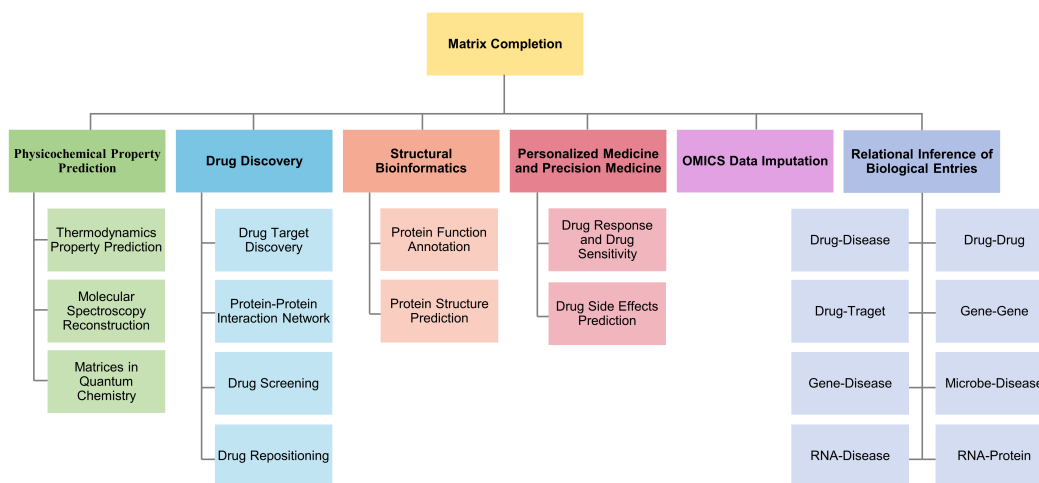 Matrix Completion
Physicochemical Property
Prediction
Drug Discovery
Structural
Bioinformatics
Personalized Medicine
and Precision Medicine
OMICS Data Imputation
Relational Inference of
Biological Entries
Thermodynamics
Property Prediction
Molecular
Spectroscopy
Reconstruction
Matrices in
Quantum
Chemistry
Drug Target
Discovery
Protein-Protein
Interaction Network
Drug Screening
Drug Repositioning
Protein Function
Annotation
Protein Structure
Prediction
Drug Response
and Drug
Sensitivity
Drug Side Effects
Prediction
Drug-Disease
Drug-Drug
Drug-Traget
Gene-Gene
Gene-Disease
Microbe-Disease
RNA-Disease
RNA-Protein